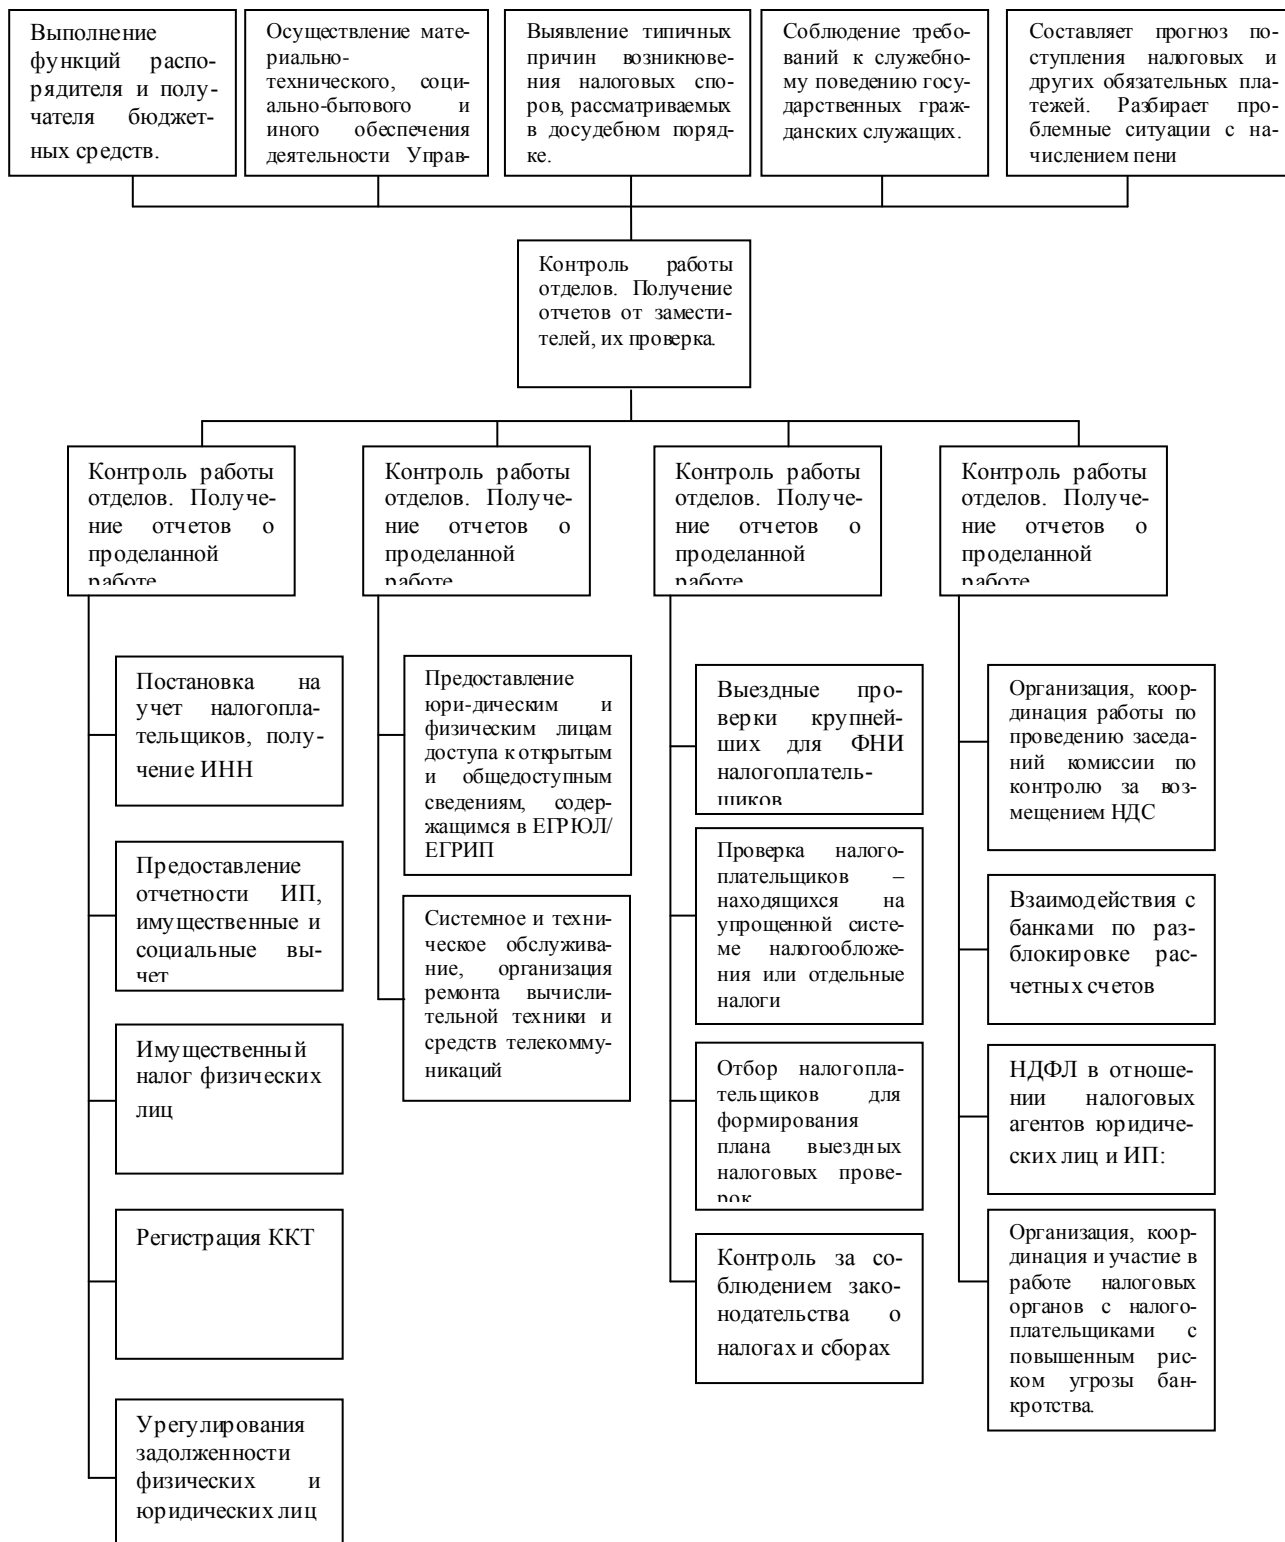 Выполнение
функций распо-
рядителя и полу-
чателя бюджет-
ных средств.
Осуществление мате-
риально-
технического, соци-
ально-бытового и
иного обеспечения
деятельности Управ-
Выявление типичных
причин возникнове-
ния налоговых спо-
ров, рассматриваемых
в досудебном поряд-
ке.
Соблюдение требо-
ваний к служебно-
му поведению госу-
дарственных граж-
данских служащих.
Составляет прогноз по-
ступления налоговых и
других обязательных пла-
тежей. Разбирает про-
блемные ситуации с на-
числением пени
Контроль работы
отделов. Получение
отчетов от замести-
телей, их проверка.
Контроль работы
отделов. Получе-
ние отчетов о
проделанной
работе
Контроль работы
отделов. Получе-
ние отчетов о
проделанной
работе
Контроль работы
отделов. Получе-
ние отчетов о
проделанной
работе
Контроль работы
отделов. Получе-
ние отчетов о
проделанной
работе
Постановка на
учет налогопла-
тельщиков, полу-
чение ИНН
Предоставление
отчетности ИП,
имущественные и
социальные вы-
чет
Имущественный
налог физических
лиц
Регистрация ККТ
Урегулирования
задолженности
физических и
юридических лиц
Предоставление
юри-дическим и
физическим лицам
доступа к открытым
и общедоступным
сведениям, содер-
жащимся в ЕГРЮЛ/
ЕГРИП
Системное и техни-
ческое обслужива-
ние, организация
ремонта вычисли-
тельной техники и
средств телекомму-
никаций
Выездные про-
верки крупней-
ших для ФНИ
налогоплатель-
щиков
Проверка налого-
плательщиков –
находящихся на
упрощенной систе-
ме налогообложе-
ния или отдельные
налоги
Отбор налогопла-
тельщиков для
формирования
плана выездных
налоговых прове-
рок
Контроль за со-
блюдением зако-
нодательства о
налогах и сборах
Организация, коор-
динация работы по
проведению заседа-
ний комиссии по
контролю за воз-
мещением НДС
Взаимодействия с
банками по раз-
блокировке рас-
четных счетов
НДФЛ в отноше-
нии налоговых
агентов юридиче-
ских лиц и ИП:
Организация, коор-
динация и участие в
работе налоговых
органов с налого-
плательщиками с
повышенным рис-
ком угрозы бан-
кротства.